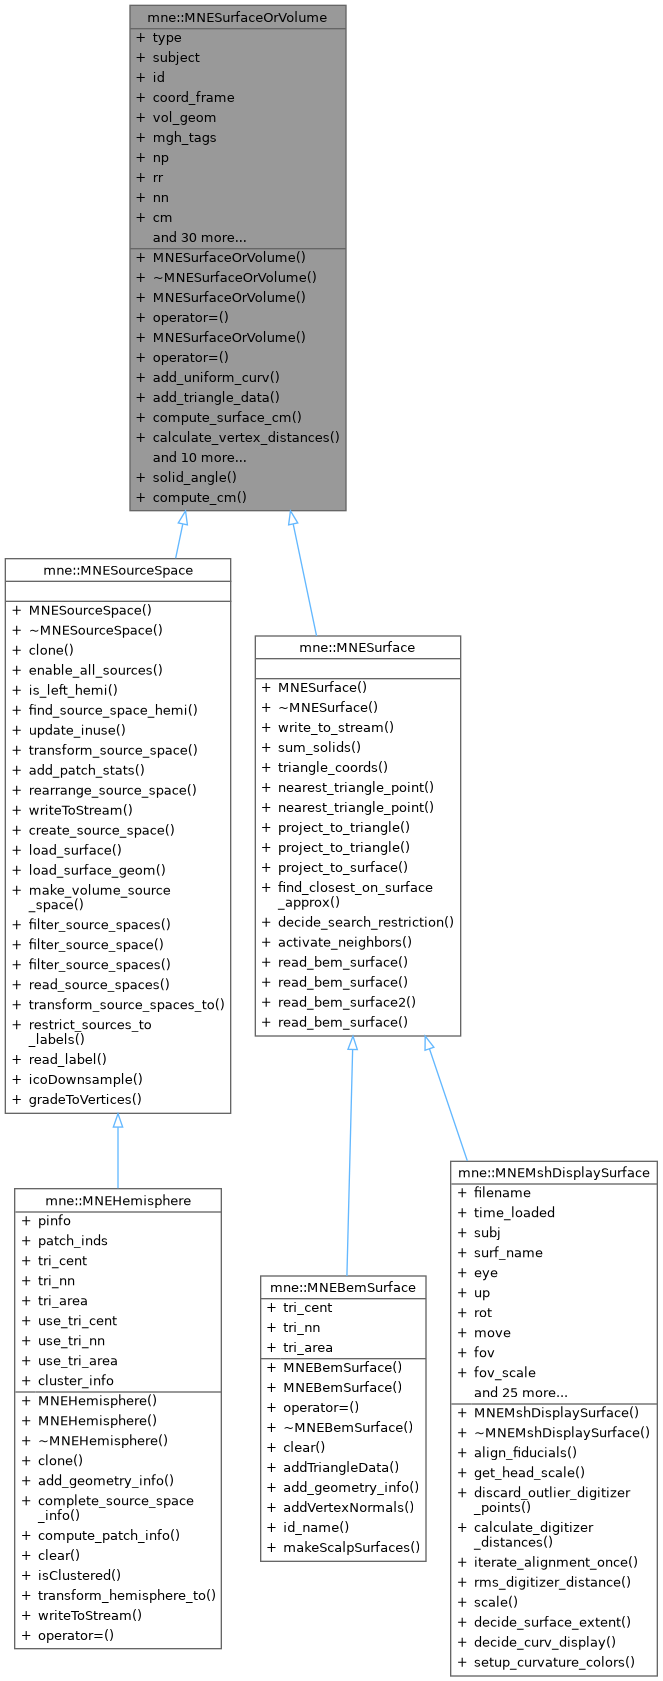 mne::MNESurfaceOrVolume
+ type
+ subject
+ id
+ coord_frame
+ vol_geom
+ mgh_tags
+ np
+ rr
+ nn
+ cm
and 30 more...
+ MNESurfaceOrVolume()
+ ~MNESurfaceOrVolume()
+ MNESurfaceOrVolume()
+ operator=()
+ MNESurfaceOrVolume()
+ operator=()
+ add_uniform_curv()
+ add_triangle_data()
+ compute_surface_cm()
+ calculate_vertex_distances()
and 10 more...
+ solid_angle()
+ compute_cm()
mne::MNESourceSpace
+ MNESourceSpace()
+ ~MNESourceSpace()
+ clone()
+ enable_all_sources()
+ is_left_hemi()
+ find_source_space_hemi()
+ update_inuse()
+ transform_source_space()
+ add_patch_stats()
+ rearrange_source_space()
+ writeToStream()
+ create_source_space()
+ load_surface()
+ load_surface_geom()
+ make_volume_source
_space()
+ filter_source_spaces()
+ filter_source_space()
+ filter_source_spaces()
+ read_source_spaces()
+ transform_source_spaces_to()
+ restrict_sources_to
_labels()
+ read_label()
+ icoDownsample()
+ gradeToVertices()
mne::MNESurface
+ MNESurface()
+ ~MNESurface()
+ write_to_stream()
+ sum_solids()
+ triangle_coords()
+ nearest_triangle_point()
+ nearest_triangle_point()
+ project_to_triangle()
+ project_to_triangle()
+ project_to_surface()
+ find_closest_on_surface
_approx()
+ decide_search_restriction()
+ activate_neighbors()
+ read_bem_surface()
+ read_bem_surface()
+ read_bem_surface2()
+ read_bem_surface()
mne::MNEHemisphere
+ pinfo
+ patch_inds
+ tri_cent
+ tri_nn
+ tri_area
+ use_tri_cent
+ use_tri_nn
+ use_tri_area
+ cluster_info
+ MNEHemisphere()
+ MNEHemisphere()
+ ~MNEHemisphere()
+ clone()
+ add_geometry_info()
+ complete_source_space
_info()
+ compute_patch_info()
+ clear()
+ isClustered()
+ transform_hemisphere_to()
+ writeToStream()
+ operator=()
mne::MNEBemSurface
+ tri_cent
+ tri_nn
+ tri_area
+ MNEBemSurface()
+ MNEBemSurface()
+ operator=()
+ ~MNEBemSurface()
+ clear()
+ addTriangleData()
+ add_geometry_info()
+ addVertexNormals()
+ id_name()
+ makeScalpSurfaces()
mne::MNEMshDisplaySurface
+ filename
+ time_loaded
+ subj
+ surf_name
+ eye
+ up
+ rot
+ move
+ fov
+ fov_scale
and 25 more...
+ MNEMshDisplaySurface()
+ ~MNEMshDisplaySurface()
+ align_fiducials()
+ get_head_scale()
+ discard_outlier_digitizer
_points()
+ calculate_digitizer
_distances()
+ iterate_alignment_once()
+ rms_digitizer_distance()
+ scale()
+ decide_surface_extent()
+ decide_curv_display()
+ setup_curvature_colors()